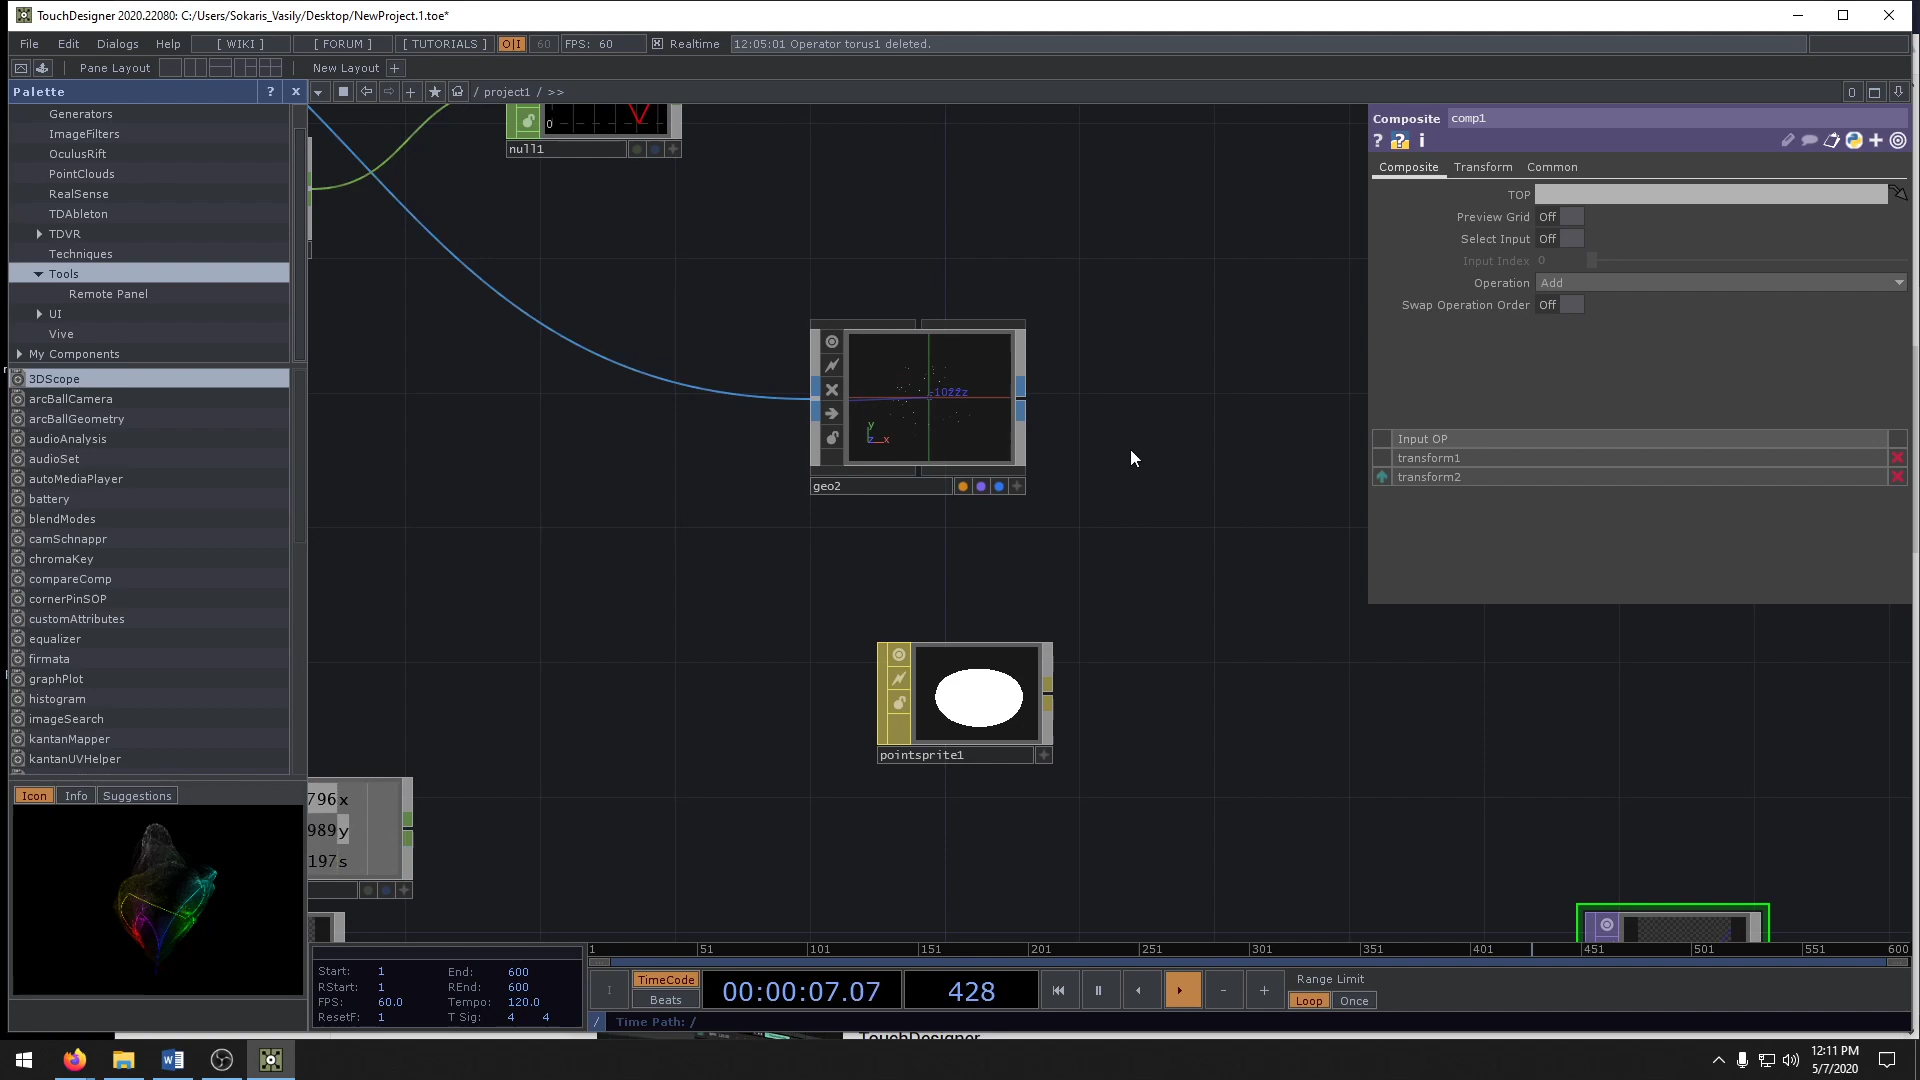 TouchDesigner 2020.22080: C:/Users/Sokaris_Vasily/Desktop/NewProject.1.toe*
File Edit Dialogs Help [ WIKI ] [ FORUM ] [ TUTORIALS ] O|I 60 FPS: 60 Realtime 12:05:01 Operator torus1 deleted.
Pane Layout New Layout +
Palette ? x / project1 / >> 0
Generators
ImageFilters
OculusRift
PointClouds
RealSense
TDAbleton
TDVR
Techniques
Tools
Remote Panel
UI
Vive
My Components
3DScope
arcBallCamera
arcBallGeometry
audioAnalysis
audioSet
autoMediaPlayer
battery
blendModes
camSchnappr
chromaKey
compareComp
cornerPinSOP
customAttributes
equalizer
firmata
graphPlot
histogram
imageSearch
kantanMapper
kantanUVHelper
Icon Info Suggestions
0
null1
y
z x
geo2
pointsprite1
796x
989y
197s
Composite comp1
? ? i
Composite Transform Common
TOP
Preview Grid Off
Select Input Off
Input Index 0
Operation Add
Swap Operation Order Off
Input OP
transform1
transform2
1 51 101 151 201 251 301 351 401 451 501 551 600
Start: 1 End: 600
RStart: 1 REnd: 600
FPS: 60.0 Tempo: 120.0
ResetF: 1 T Sig: 4 4
TimeCode
Beats
00:00:07.07 428
Range Limit
Loop Once
/ Time Path: /
TouchDesigner
12:11 PM
5/7/2020